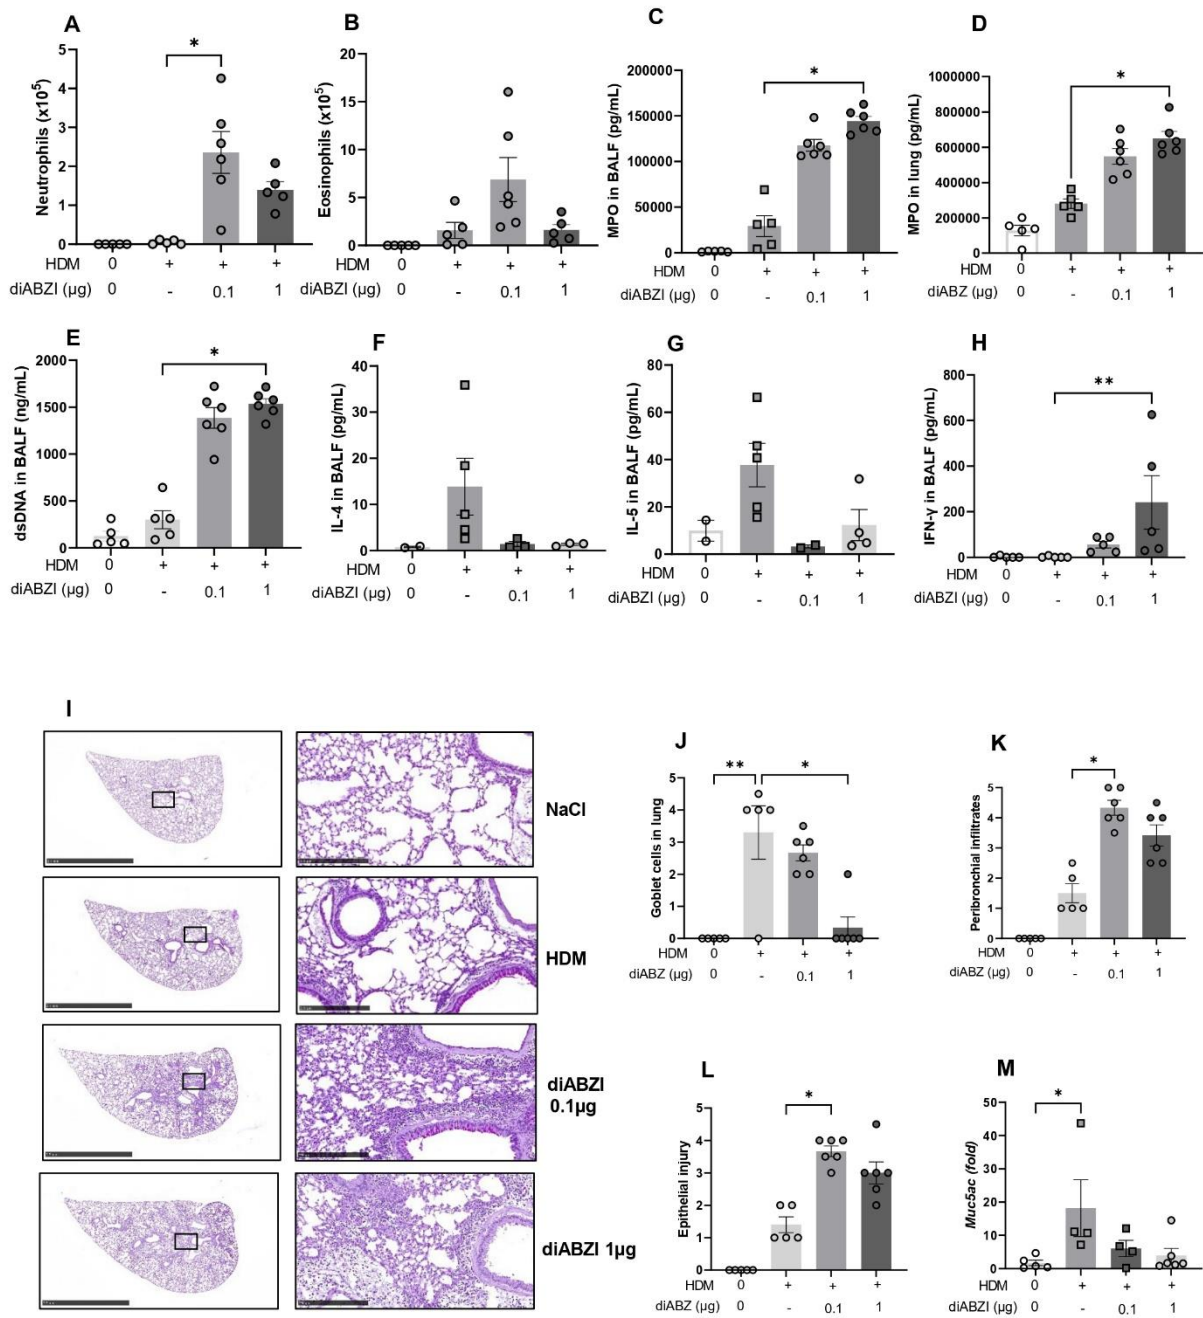 A
Neutrophils (x10⁵)
5
4
3
2
1
0
*
HDM 0 + + +
diABZI (µg) 0 - 0.1 1
B
Eosinophils (x10⁵)
20
15
10
5
0
HDM 0 + + +
diABZI (µg) 0 - 0.1 1
C
MPO in BALF (pg/mL)
200000
150000
100000
50000
0
*
HDM 0 + + +
diABZI (µg) 0 - 0.1 1
D
MPO in lung (pg/mL)
1000000
800000
600000
400000
200000
0
*
HDM 0 + + +
diABZ (µg) 0 - 0.1 1
E
dsDNA in BALF (ng/mL)
2000
1500
1000
500
0
*
HDM 0 + + +
diABZI (µg) 0 - 0.1 1
F
IL-4 in BALF (pg/mL)
40
30
20
10
0
HDM 0 + + +
diABZI (µg) 0 - 0.1 1
G
IL-5 in BALF (pg/mL)
80
60
40
20
0
HDM 0 + + +
diABZI (µg) 0 - 0.1 1
H
IFN-γ in BALF (pg/mL)
800
600
400
200
0
**
HDM 0 + + +
diABZI (µg) 0 - 0.1 1
I
NaCl
HDM
diABZI
0.1µg
diABZI 1µg
J
Goblet cells in lung
5
4
3
2
1
0
** *
HDM 0 + + +
diABZ (µg) 0 - 0.1 1
K
Peribronchial infiltrates
5
4
3
2
1
0
*
HDM 0 + + +
diABZ (µg) 0 - 0.1 1
L
Epithelial injury
5
4
3
2
1
0
*
HDM 0 + + +
diABZ (µg) 0 - 0.1 1
M
Muc5ac (fold)
50
40
30
20
10
0
*
HDM 0 + + +
diABZ (µg) 0 - 0.1 1